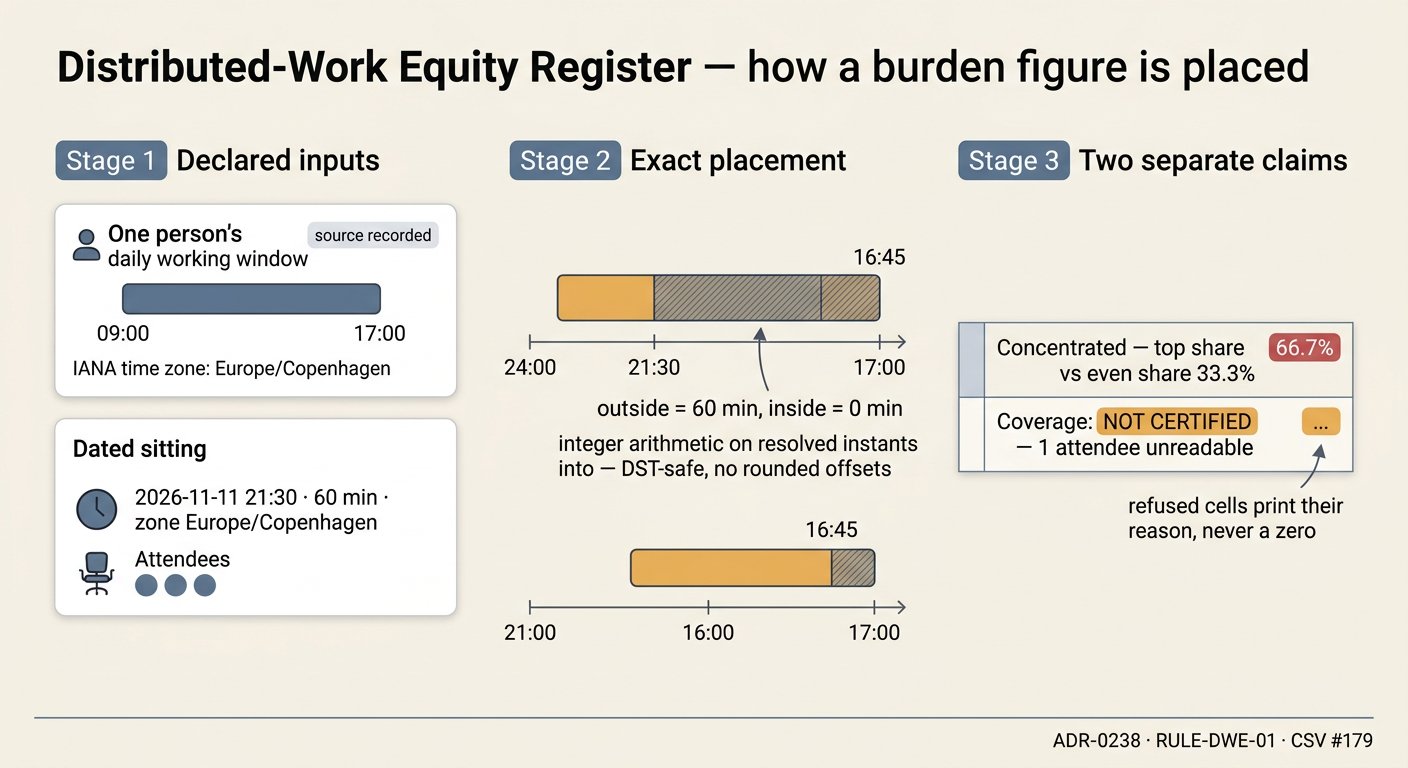 Distributed-Work Equity Register — how a burden figure is placed
Stage 1 Declared inputs
One person's
source recorded
daily working window
09:00 17:00
IANA time zone: Europe/Copenhagen
Dated sitting
2026-11-11 21:30 · 60 min ·
zone Europe/Copenhagen
Attendees
Stage 2 Exact placement
16:45
24:00 21:30 17:00
outside = 60 min, inside = 0 min
integer arithmetic on resolved instants
into — DST-safe, no rounded offsets
16:45
21:00 16:00 17:00
Stage 3 Two separate claims
Concentrated — top share 66.7%
vs even share 33.3%
Coverage: NOT CERTIFIED ...
— 1 attendee unreadable
refused cells print their
reason, never a zero
ADR-0238 · RULE-DWE-01 · CSV #179